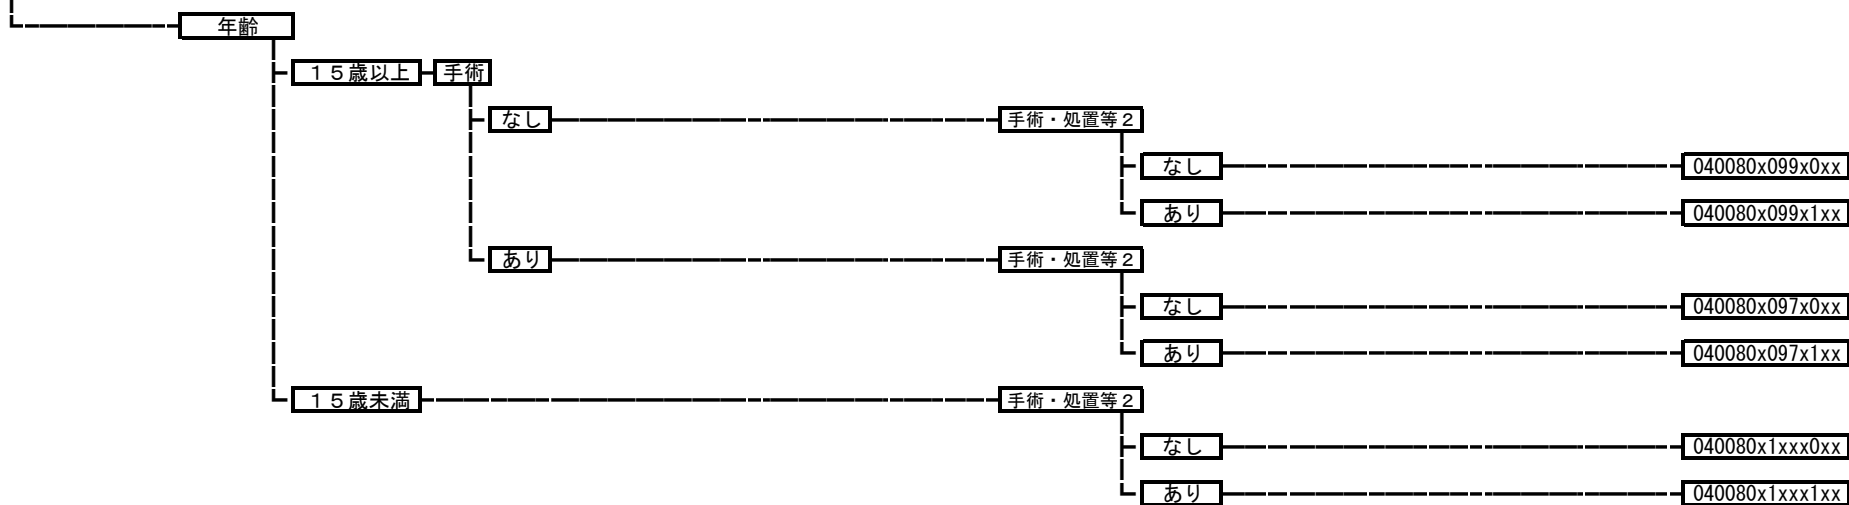 年齢
１５歳以上 手術
なし 手術・処置等２
なし 040080x099x0xx
あり 040080x099x1xx
あり 手術・処置等２
なし 040080x097x0xx
あり 040080x097x1xx
１５歳未満 手術・処置等２
なし 040080x1xxx0xx
あり 040080x1xxx1xx